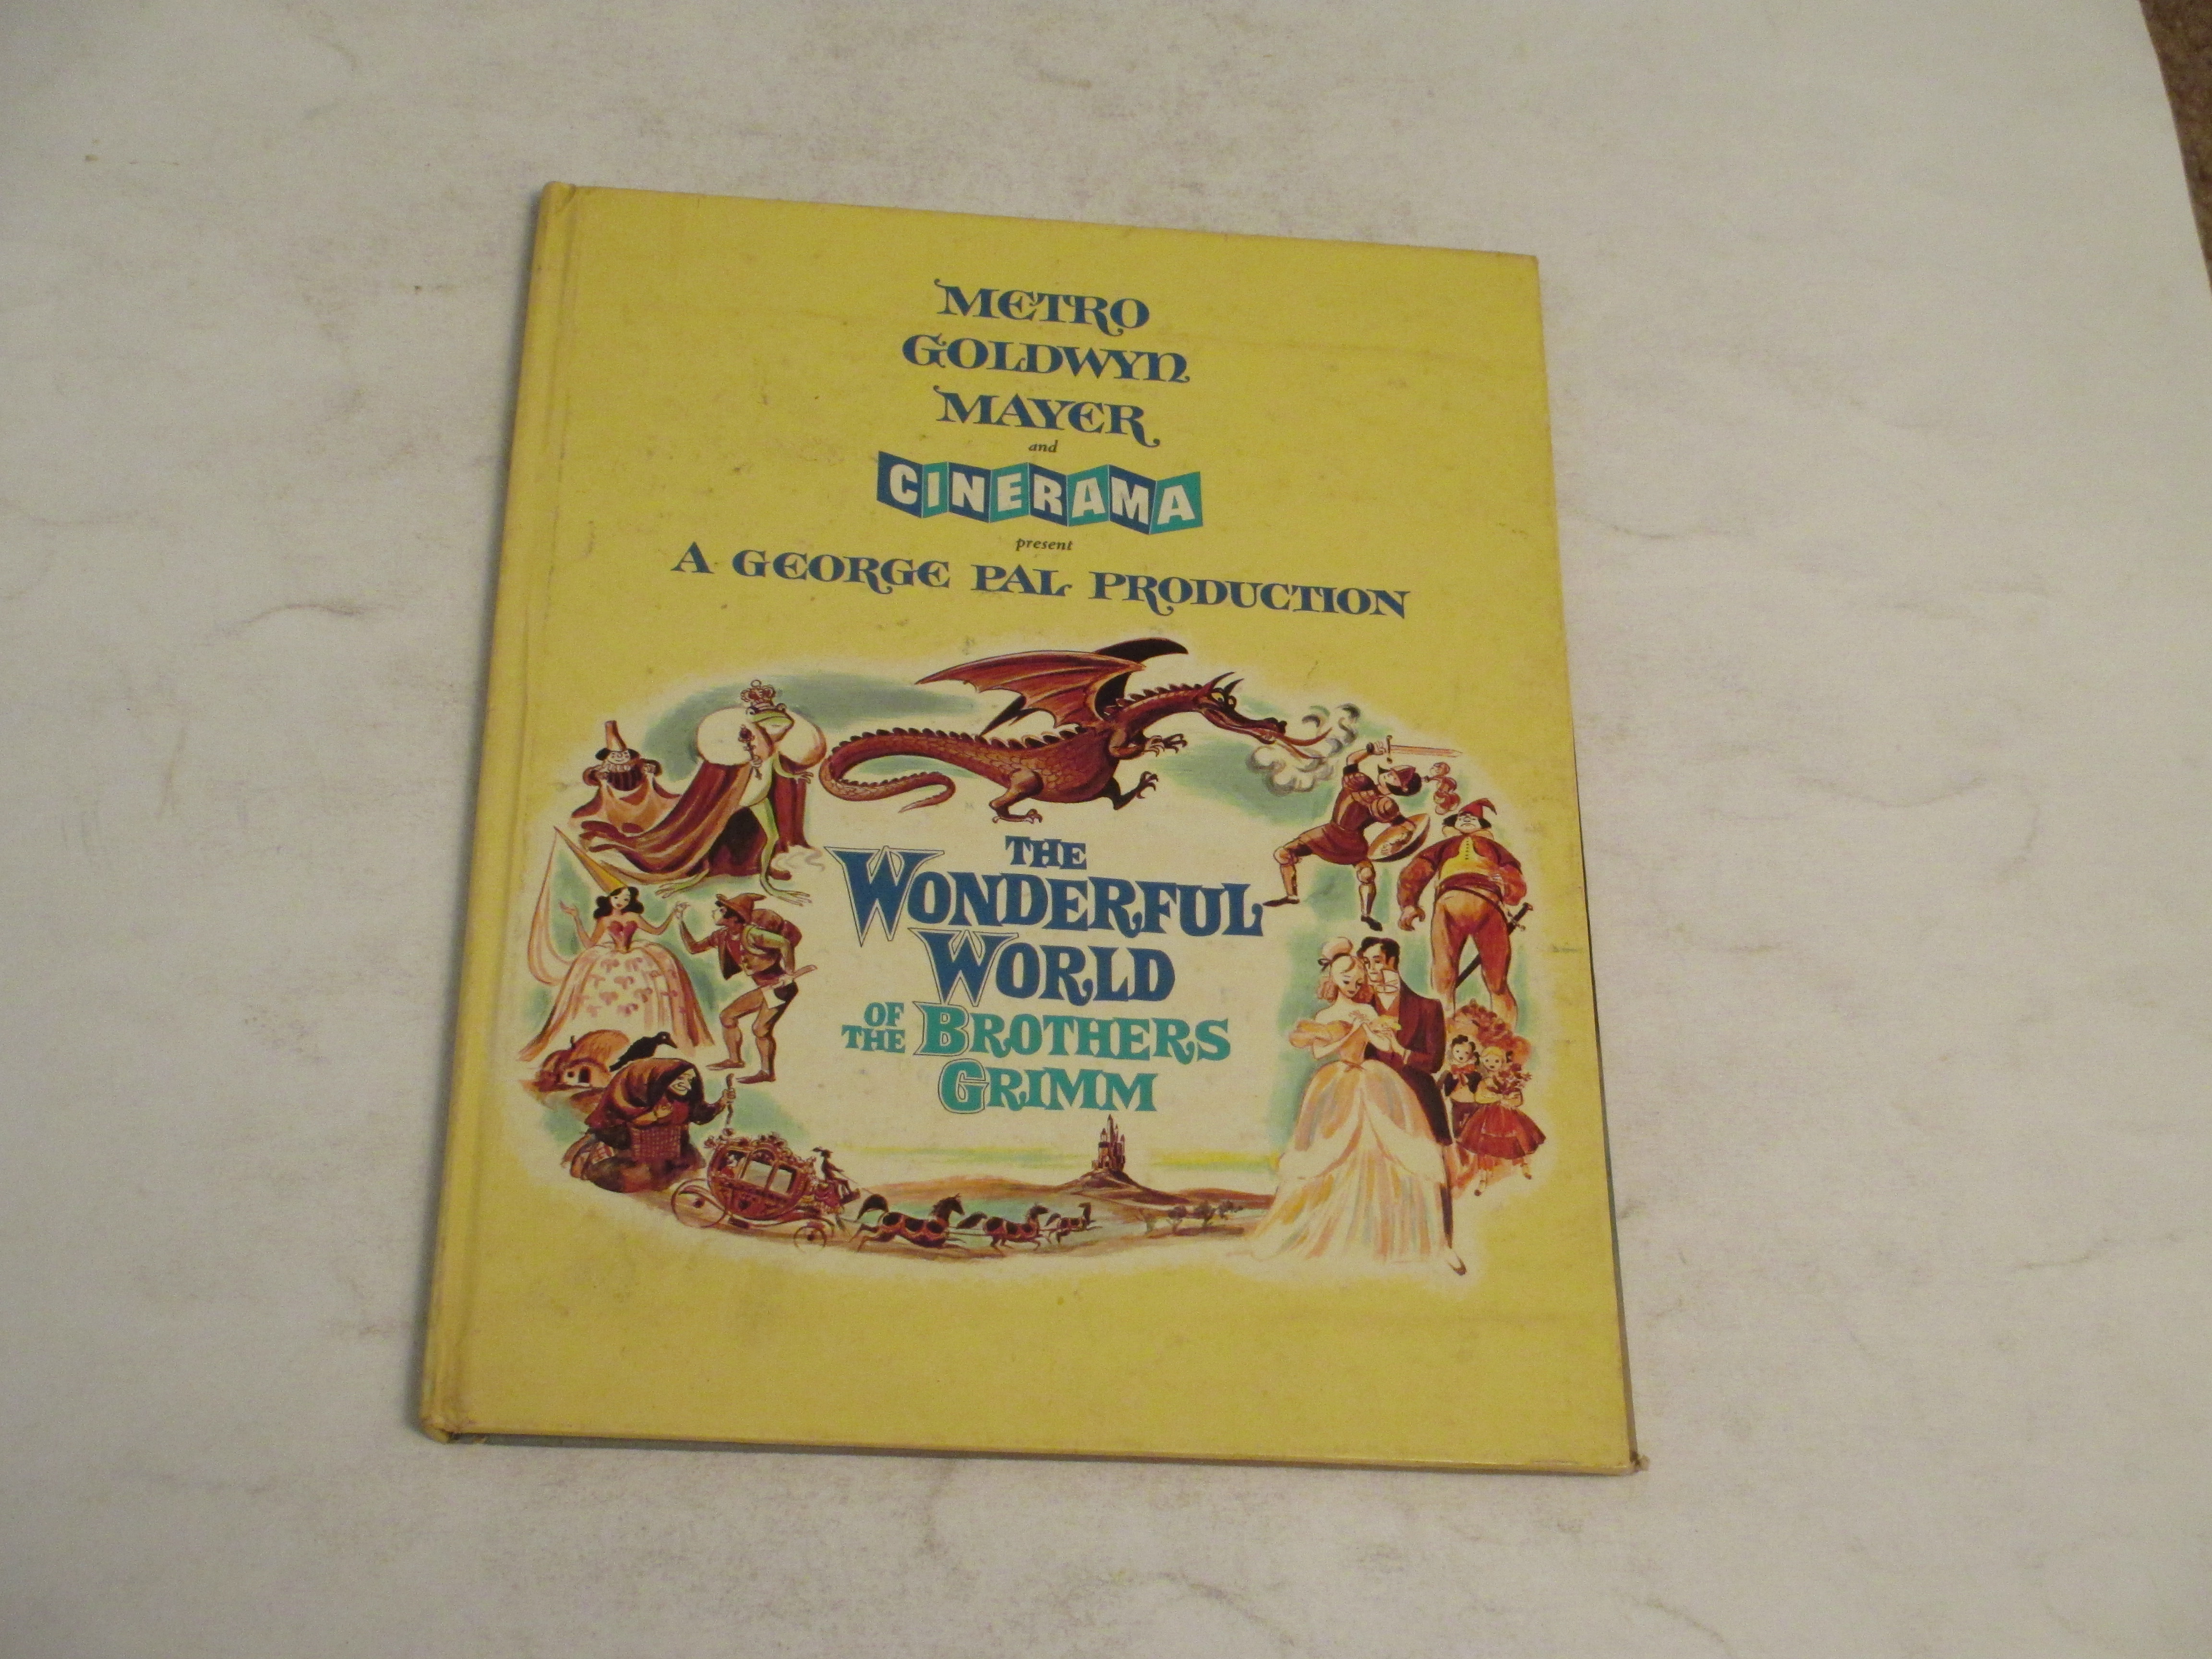 METRO
GOLDWYN
MAYER
and
CINERAMA
present
A GEORGE PAL PRODUCTION
THE
WONDERFUL
WORLD
OF THE BROTHERS
GRIMM